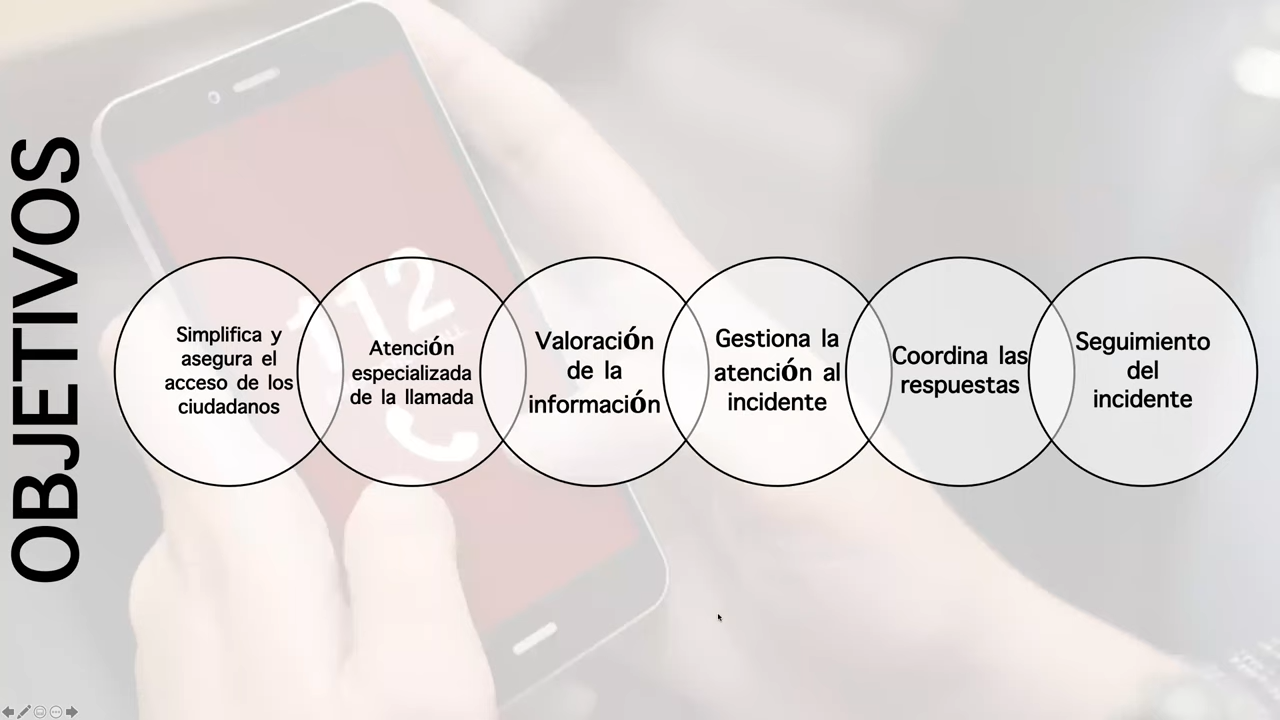 OBJETIVOS
Simplifica y
asegura el
acceso de los
ciudadanos
Atención
especializada
de la llamada
Valoración
de la
información
Gestiona la
atención al
incidente
Coordina las
respuestas
Seguimiento
del
incidente
112